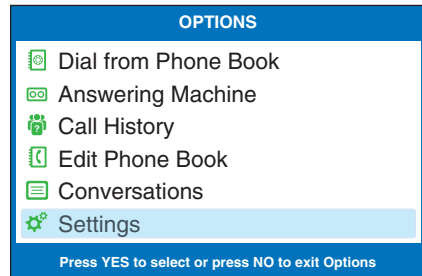 OPTIONS
Dial from Phone Book
Answering Machine
Call History
Edit Phone Book
Conversations
Settings
Press YES to select or press NO to exit Options